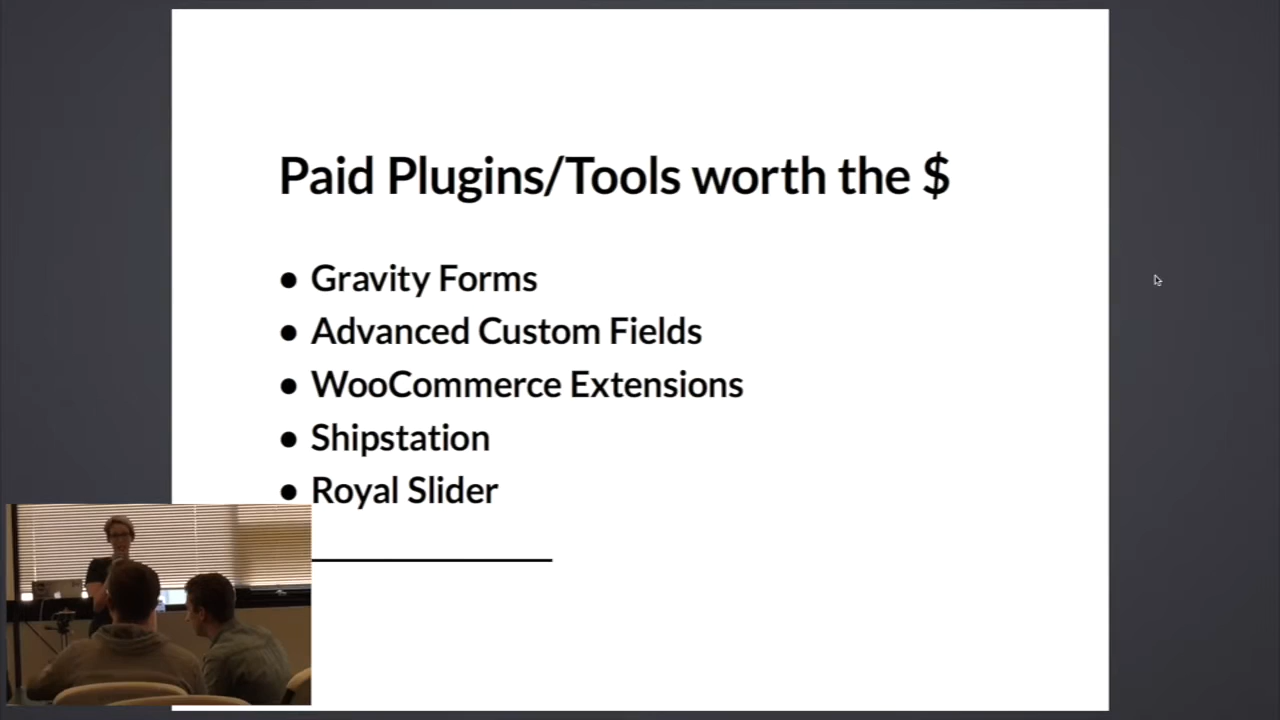 Paid Plugins/Tools worth the $
● Gravity Forms
● Advanced Custom Fields
● WooCommerce Extensions
● Shipstation
● Royal Slider